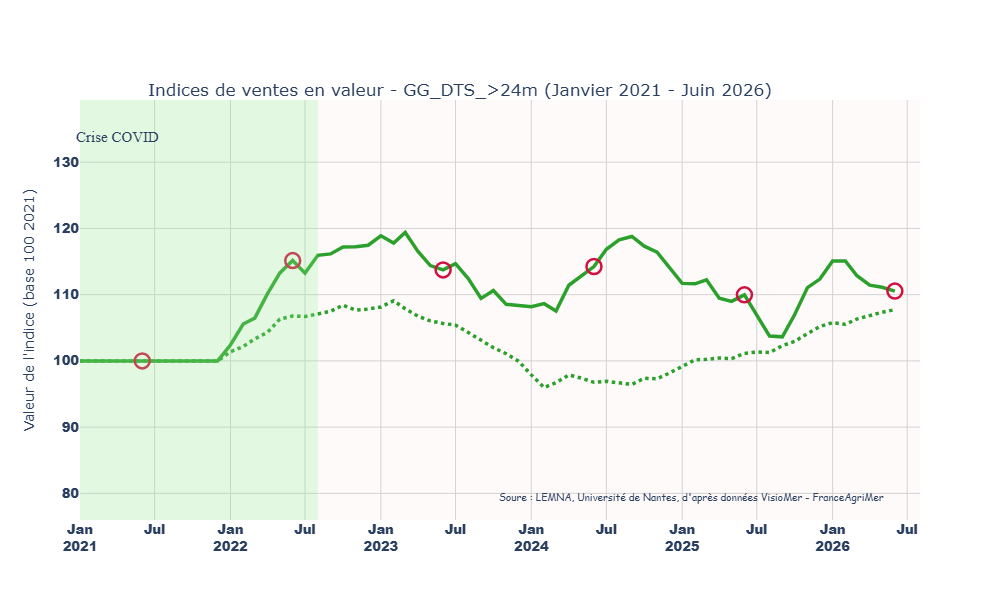 Indices de ventes en valeur - GG_DTS_>24m (Janvier 2021 - Juin 2026)
Crise COVID
Valeur de l'indice (base 100 2021)
130
120
110
100
90
80
Soure : LEMNA, Université de Nantes, d'après données VisioMer - FranceAgriMer
Jan Jul Jan Jul Jan Jul Jan Jul Jan Jul Jan Jul
2021 2022 2023 2024 2025 2026